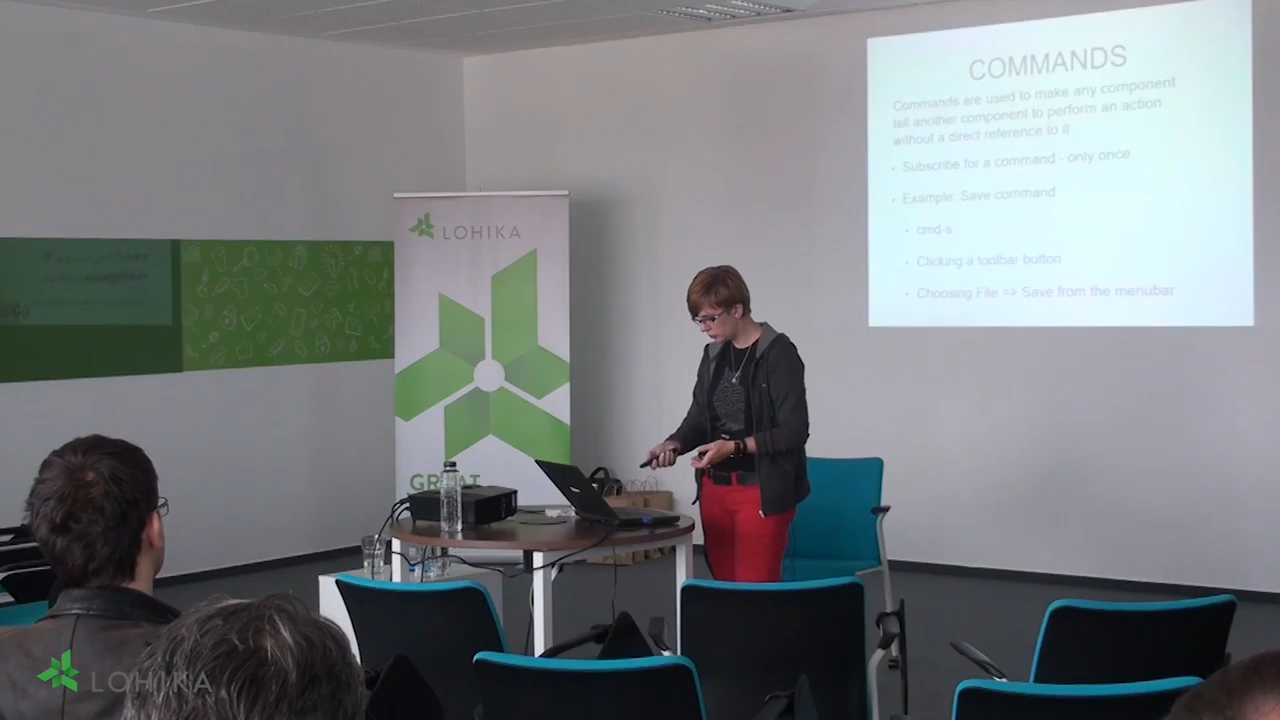 COMMANDS
Commands are used to make any component
tell another component to perform an action
without a direct reference to it
Subscribe for a command - only once
Example: Save command
cmd-s
Clicking a toolbar button
Choosing File => Save from the menubar
LOHIKA
GREAT
LOHIKA